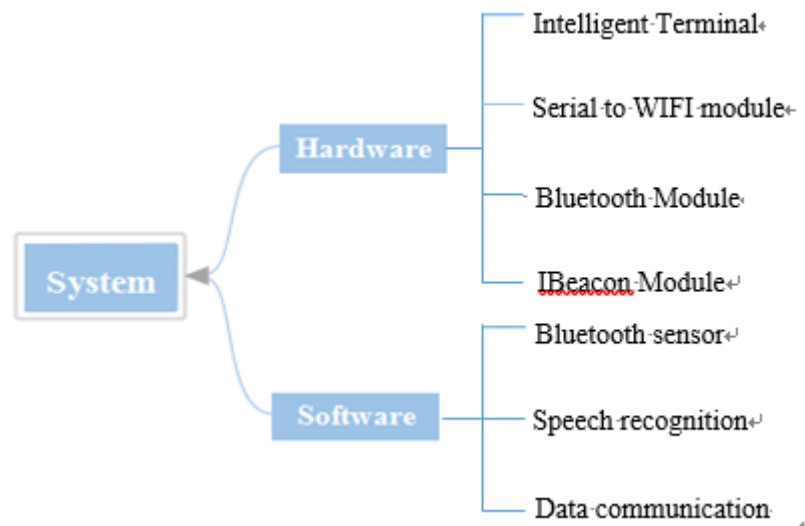 System
Hardware
Intelligent Terminal
Serial to WIFI module
Bluetooth Module
IBeacon Module
Software
Bluetooth sensor
Speech recognition
Data communication